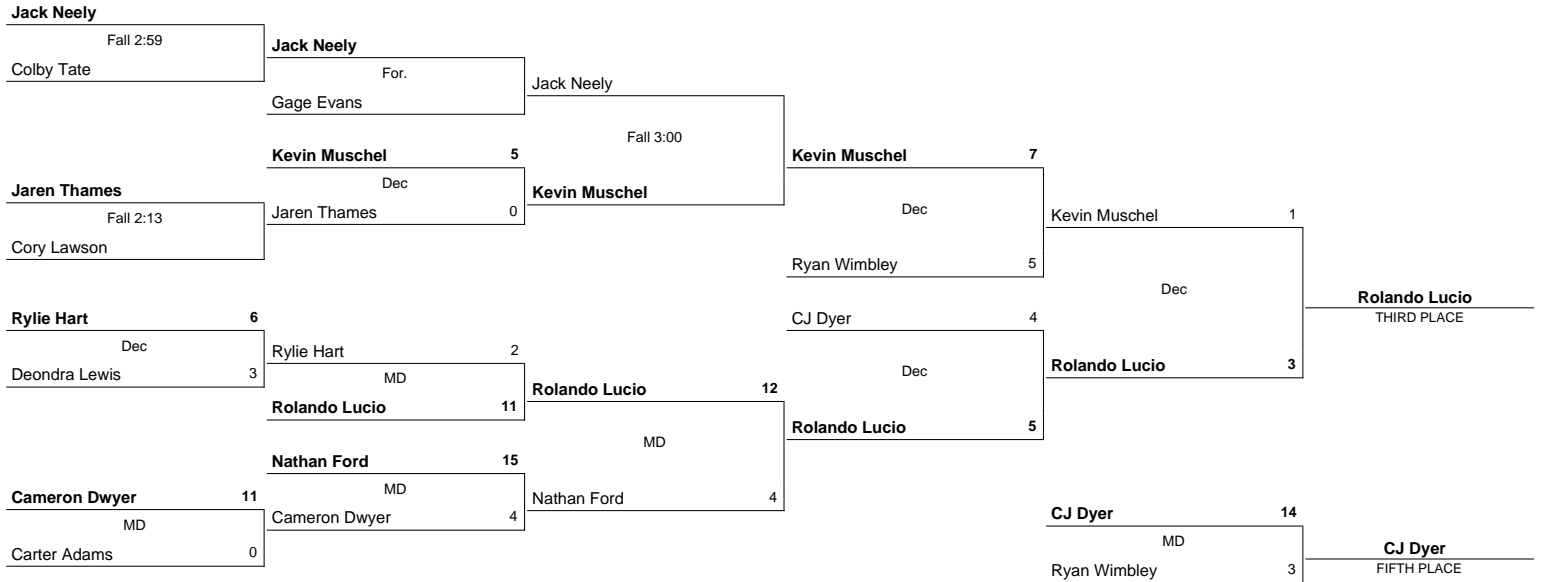 Jack Neely
Fall 2:59
Colby Tate
Jaren Thames
Fall 2:13
Cory Lawson
Rylie Hart 6
Dec
Deondra Lewis 3
Cameron Dwyer 11
MD
Carter Adams 0
Jack Neely
For.
Gage Evans
Kevin Muschel 5
Dec
Jaren Thames 0
Rylie Hart 2
MD
Rolando Lucio 11
Nathan Ford 15
MD
Cameron Dwyer 4
Jack Neely
Fall 3:00
Kevin Muschel
Rolando Lucio 12
MD
Nathan Ford 4
Kevin Muschel 7
Dec
Ryan Wimbley 5
CJ Dyer 4
Dec
Rolando Lucio 5
Kevin Muschel 1
Dec
Rolando Lucio 3
Rolando Lucio
THIRD PLACE
CJ Dyer 14
MD
Ryan Wimbley 3
CJ Dyer
FIFTH PLACE